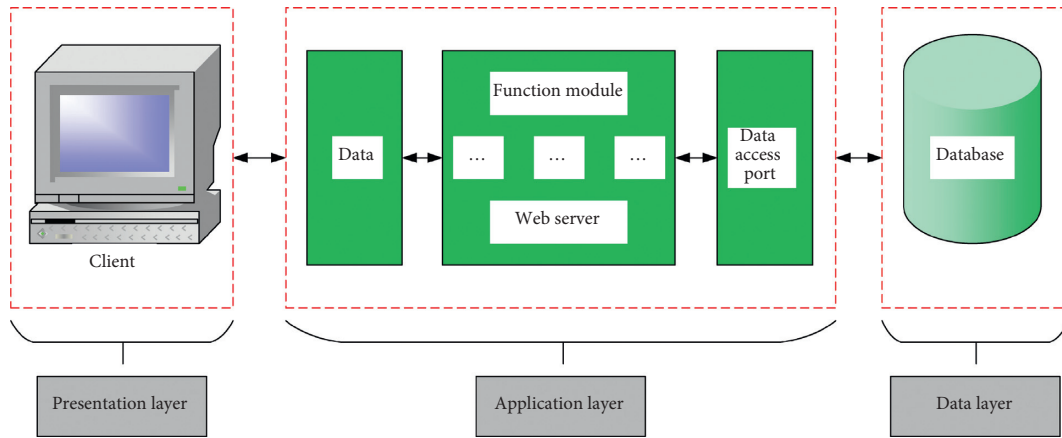 Client
Data
Function module
... ... ...
Web server
Data
access
port
Database
Presentation layer
Application layer
Data layer